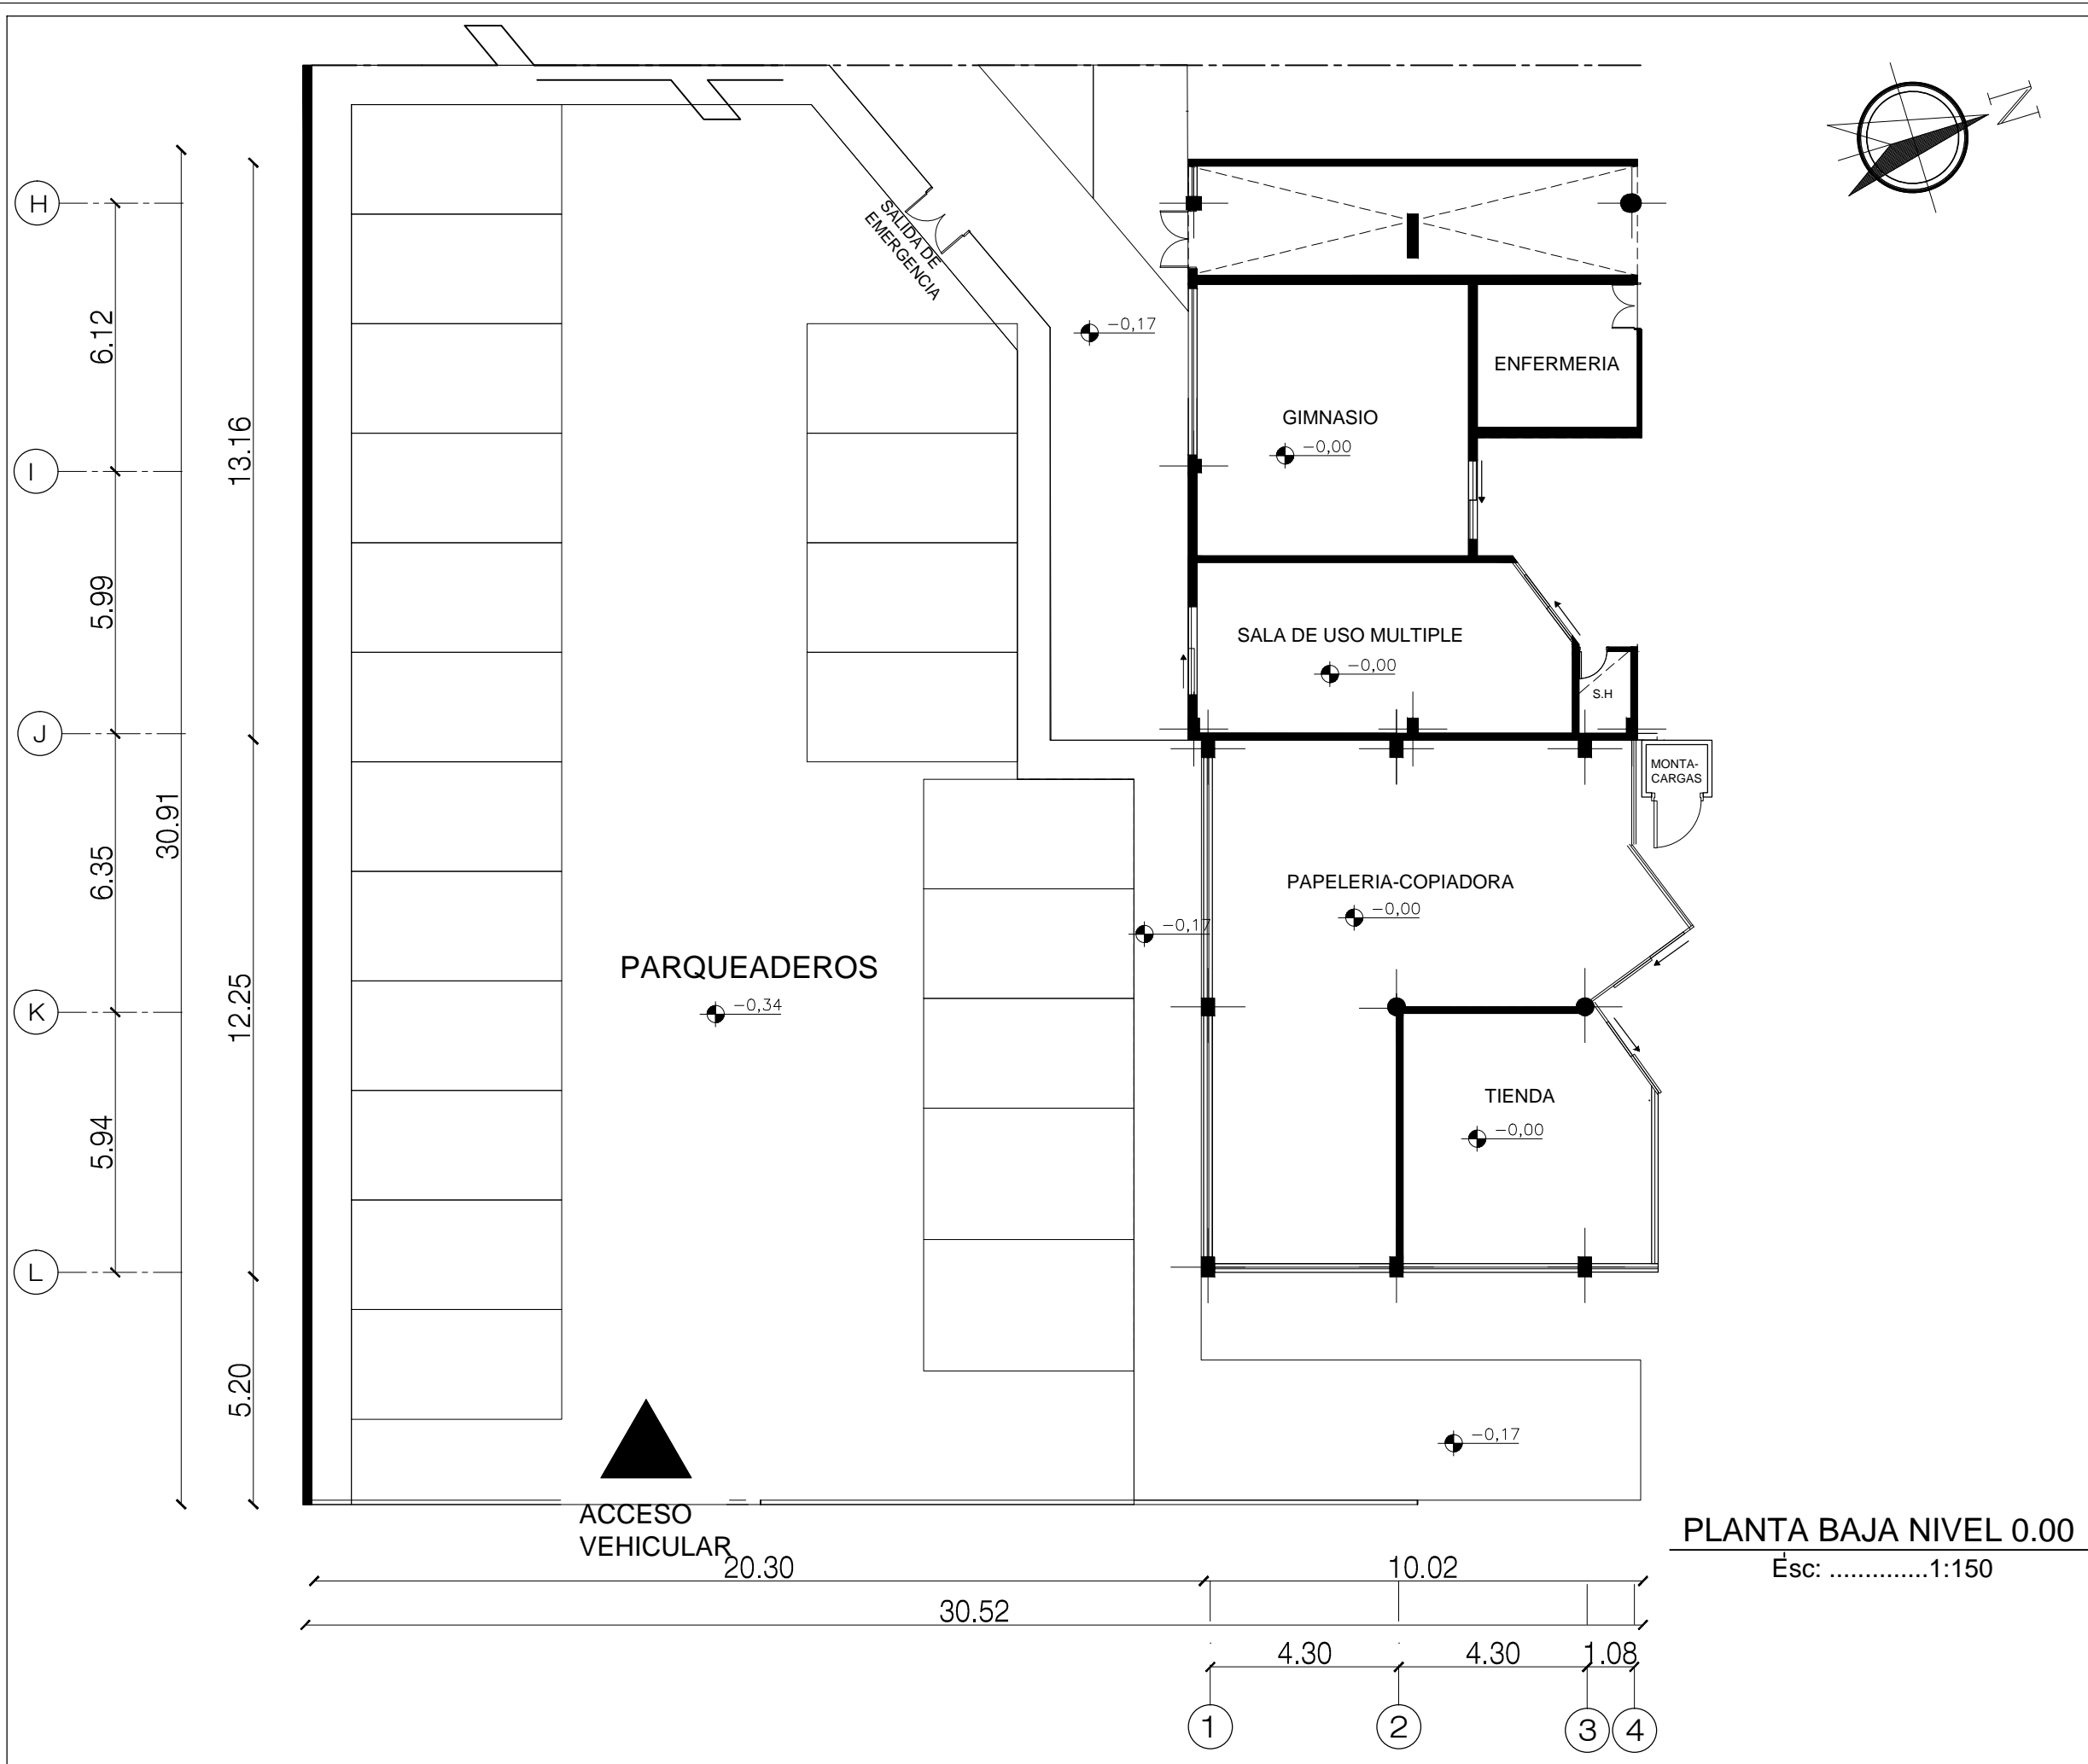 N
H
SALIDA DE
EMERGENCIA
6.12
−0,17
ENFERMERIA
GIMNASIO
−0,00
13.16
I
5.99
SALA DE USO MULTIPLE
−0,00
S.H
J
MONTA-
CARGAS
30.91
6.35
PAPELERIA-COPIADORA
−0,00
−0,17
PARQUEADEROS
−0,34
12.25
K
TIENDA
−0,00
5.94
L
5.20
−0,17
ACCESO
VEHICULAR
PLANTA BAJA NIVEL 0.00
Esc: ..............1:150
20.30
10.02
30.52
4.30
4.30
1.08
1
2
3
4